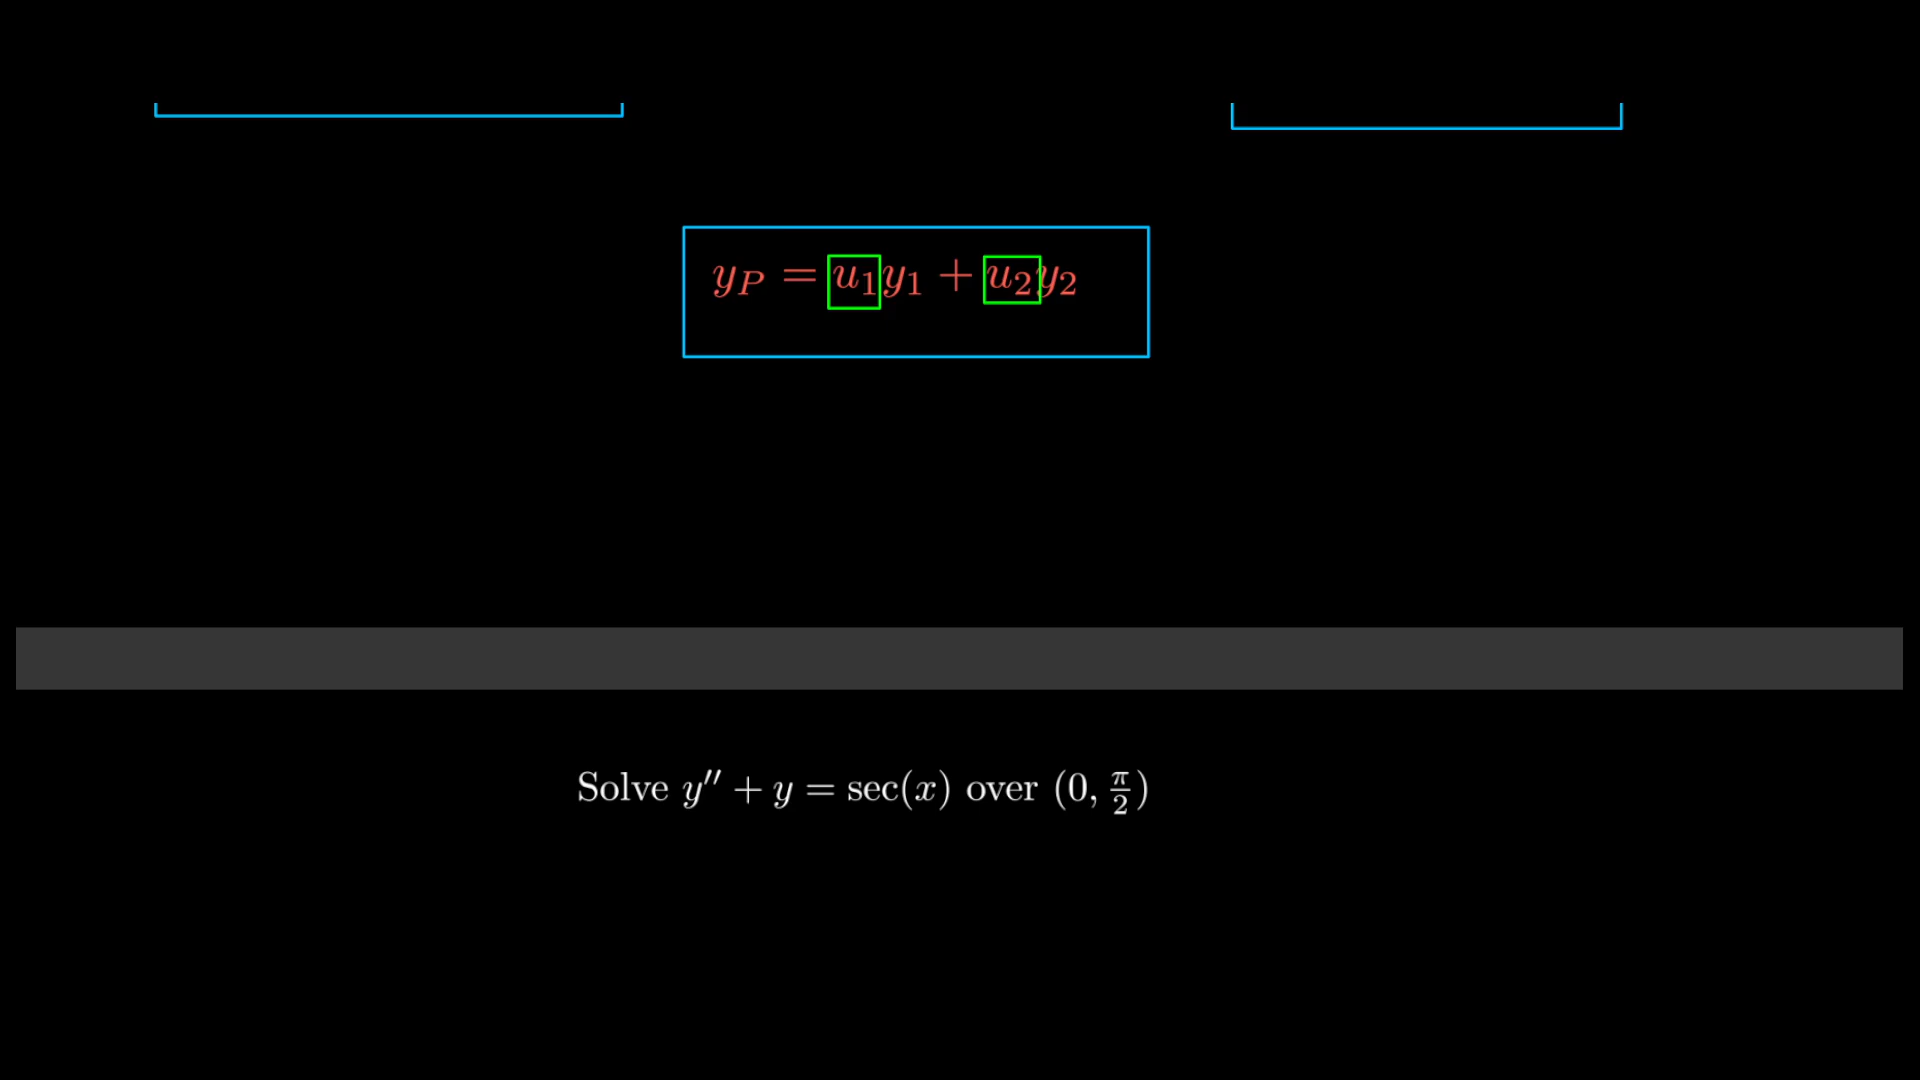 y_P = u_1y_1 + u_2y_2
Solve y′′ + y = sec(x) over (0, π/2)